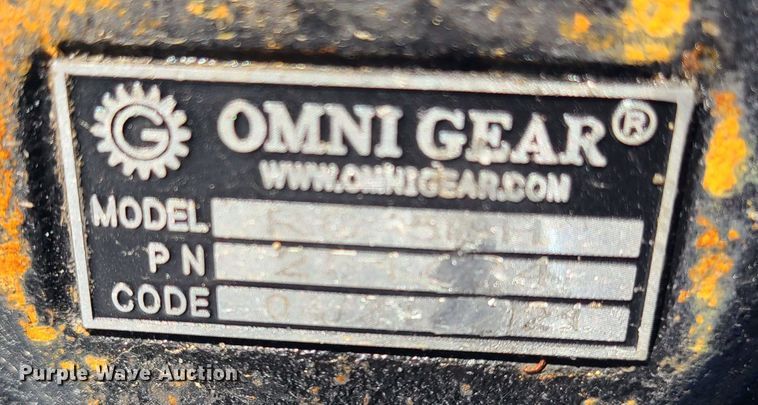 G OMNI GEAR®
WWW.OMNIGEAR.COM
MODEL
PN
CODE
Purple Wave Auction